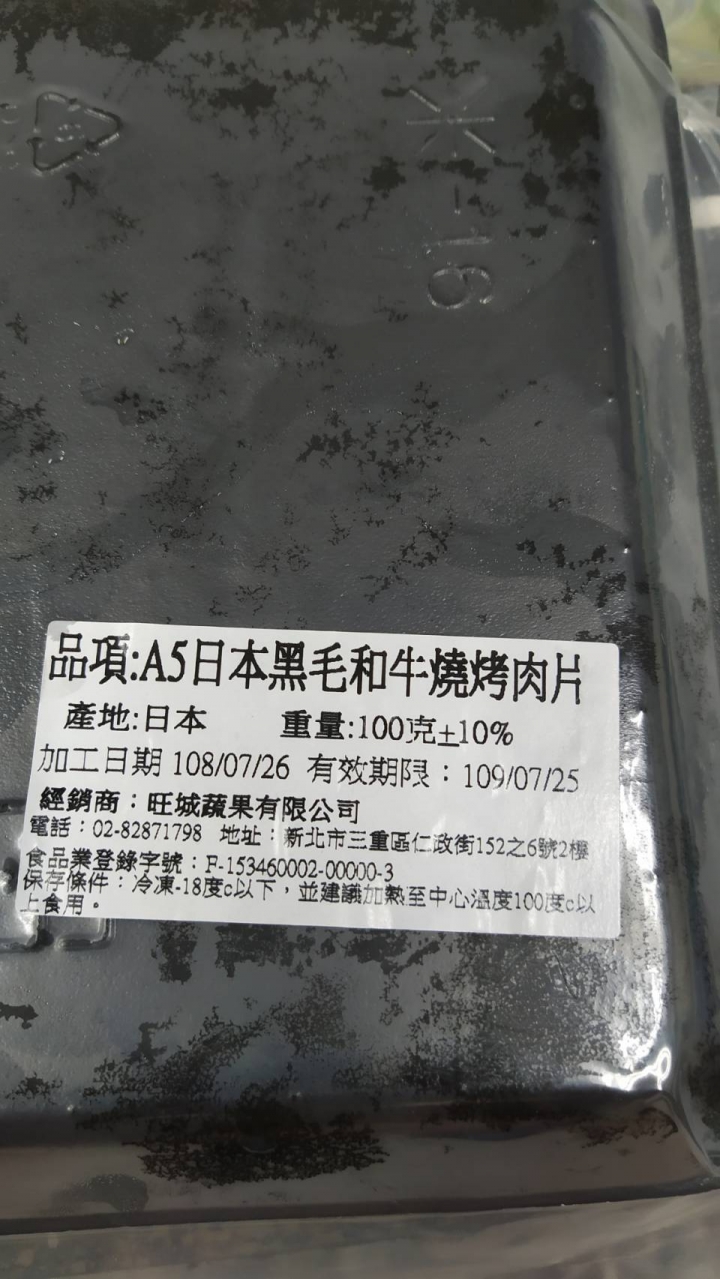 米-16
品項:A5日本黑毛和牛燒烤肉片
產地:日本 重量:100克±10%
加工日期 108/07/26 有效期限：109/07/25
經銷商：旺城蔬果有限公司
電話：02-82871798 地址：新北市三重區仁政街152之6號2樓
食品業登錄字號：F-153460002-00000-3
保存條件：冷凍-18度c以下，並建議加熱至中心溫度100度c以
上食用。